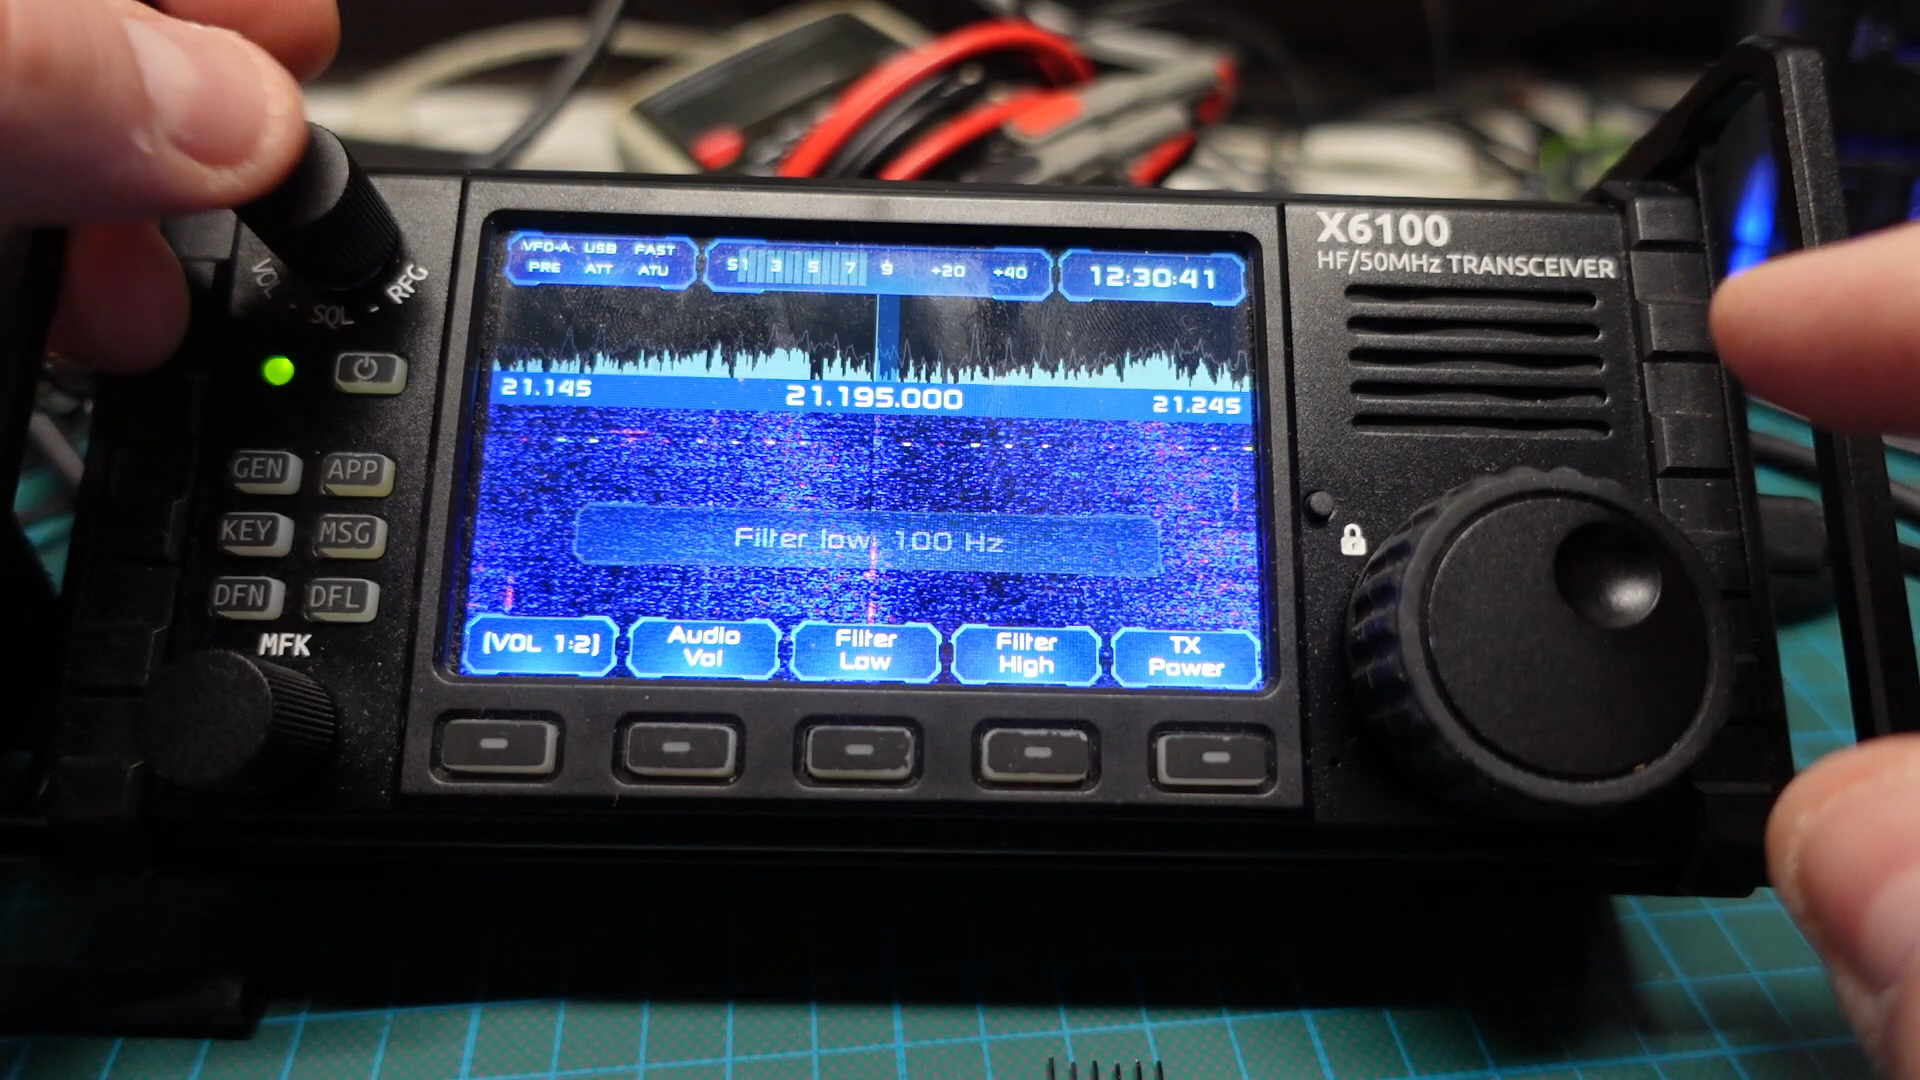 X6100
HF/50MHz TRANSCEIVER
VFO-A USB FAST
PRE ATT ATU
S1 3 5 7 9 +20 +40
12:30:41
21.145 21.195.000 21.245
Filter low: 100 Hz
(VOL 1:2)
Audio
Vol
Filter
Low
Filter
High
TX
Power
VOL - SQL - RFG
GEN APP
KEY MSG
DFN DFL
MFK